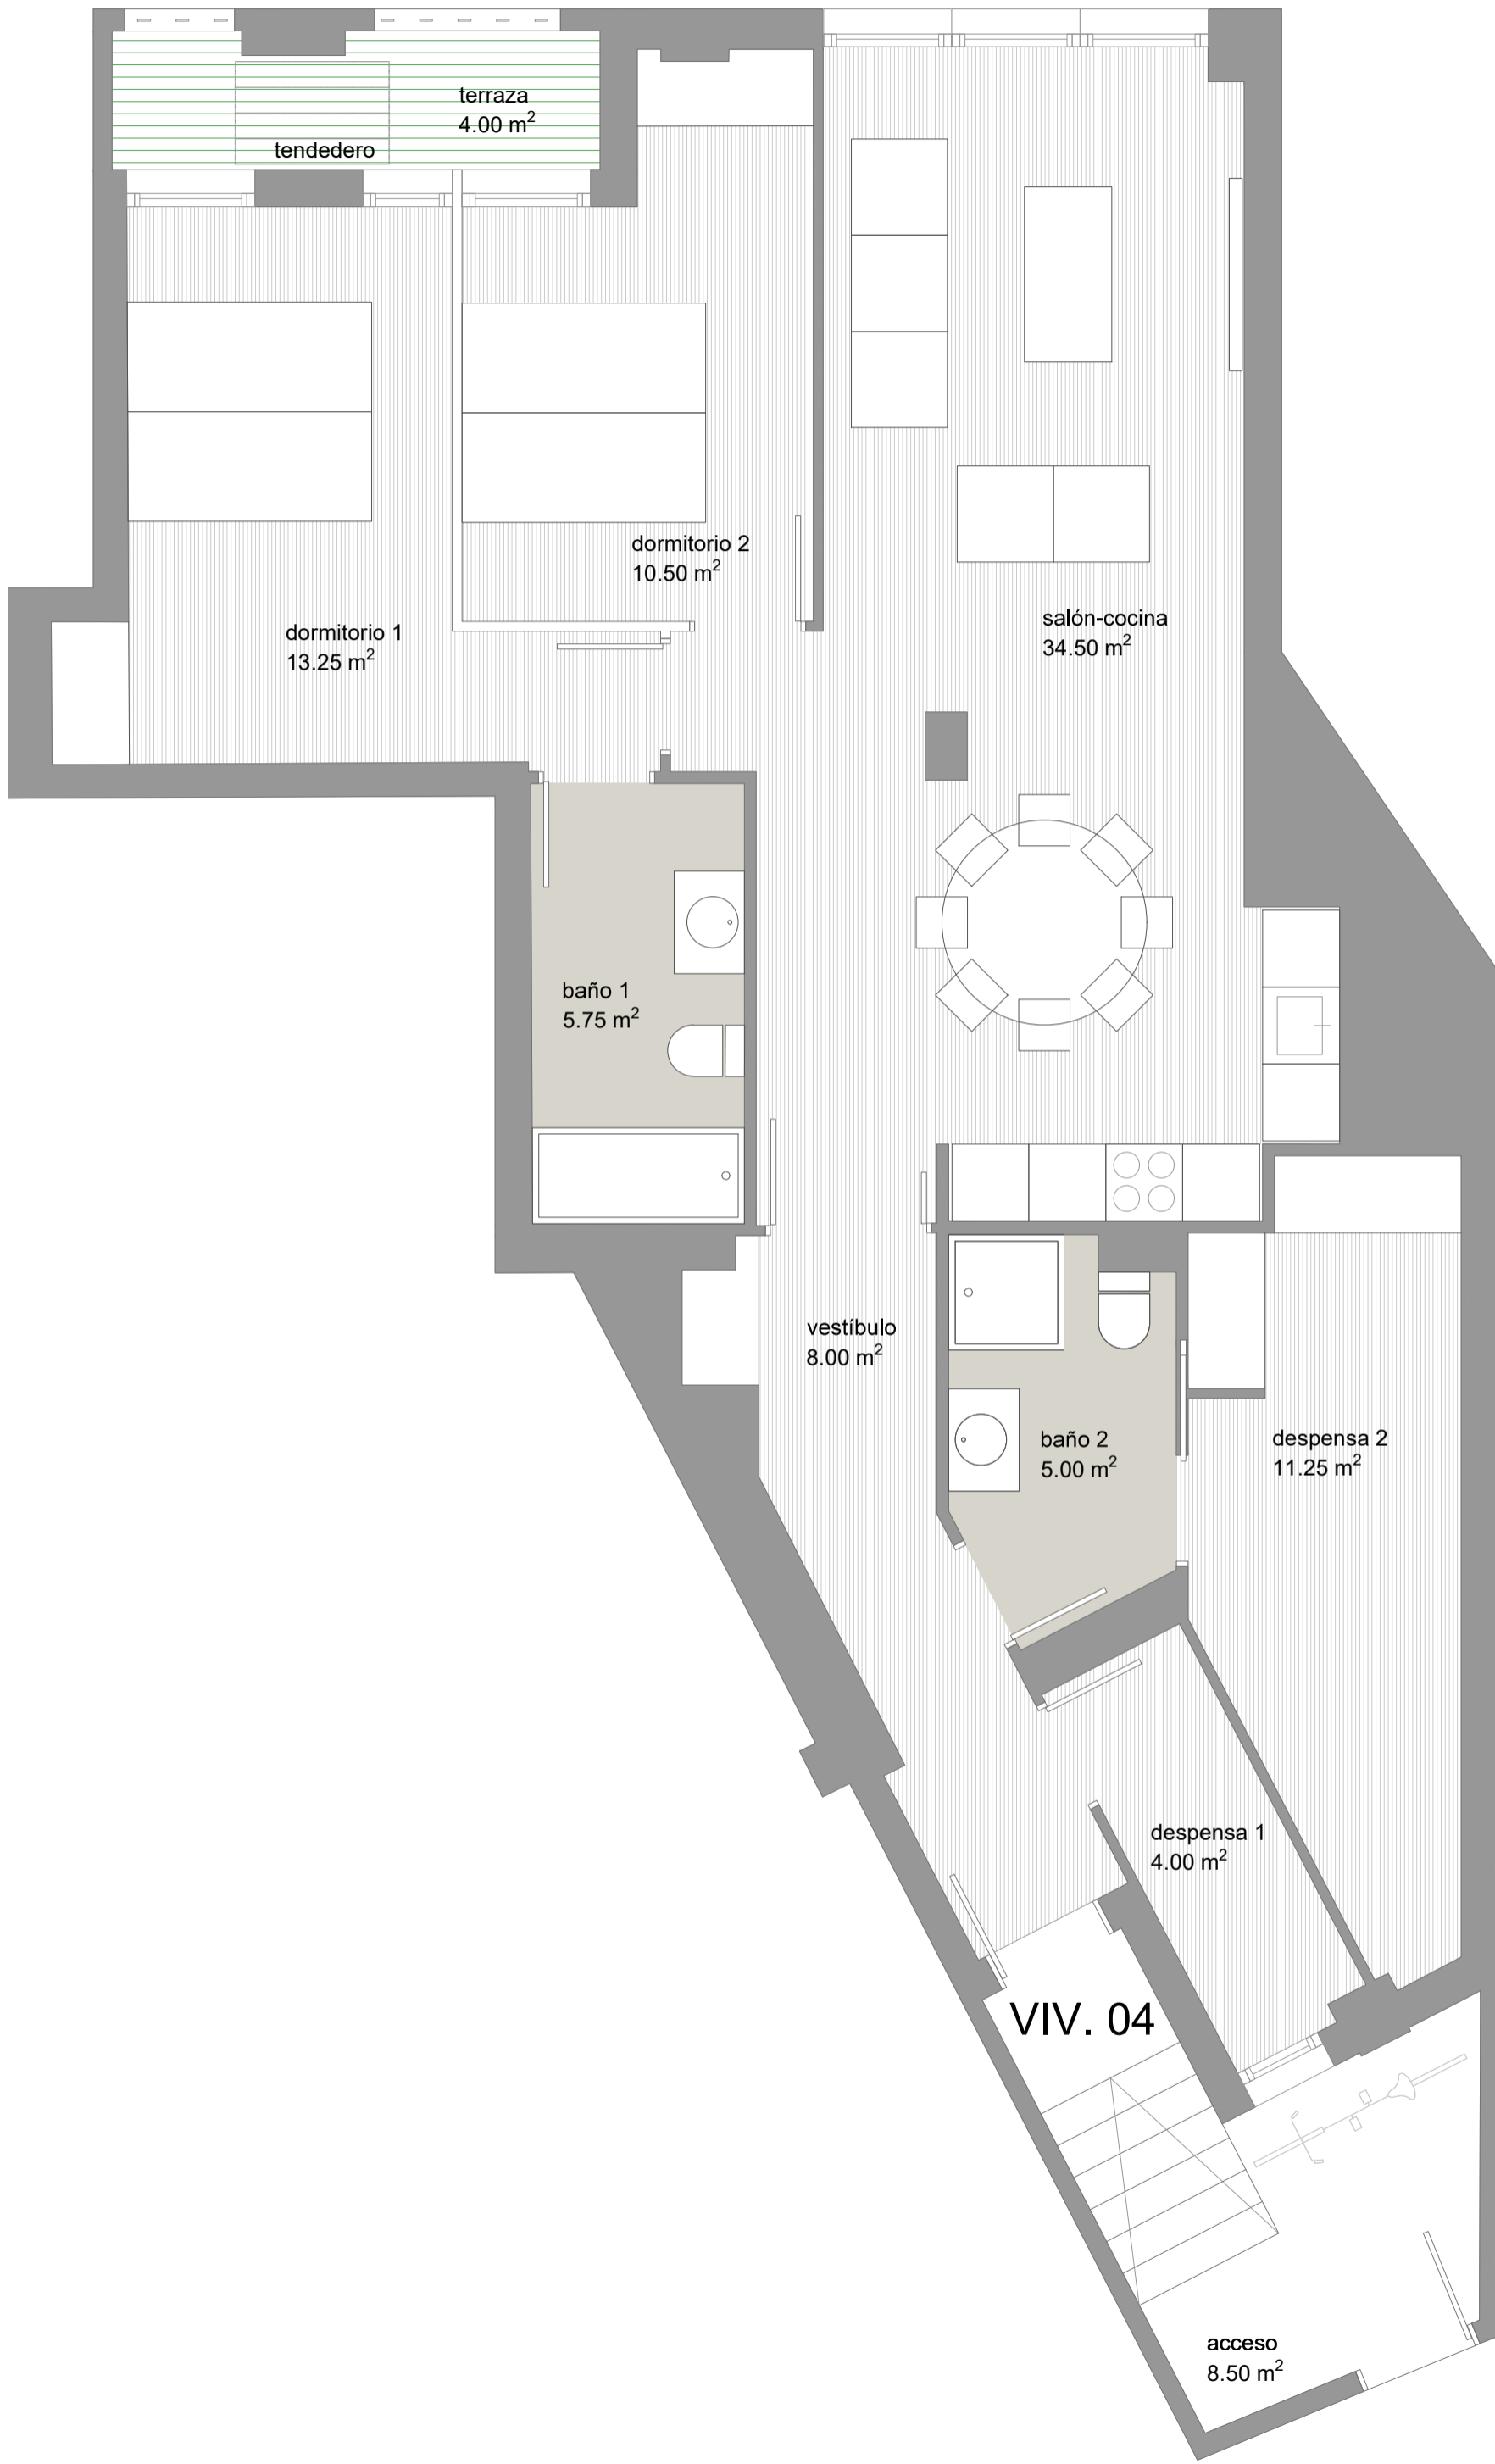 terraza
4.00 m²
tendedero
dormitorio 2
10.50 m²
dormitorio 1
13.25 m²
salón-cocina
34.50 m²
baño 1
5.75 m²
vestíbulo
8.00 m²
baño 2
5.00 m²
despensa 2
11.25 m²
despensa 1
4.00 m²
VIV. 04
acceso
8.50 m²